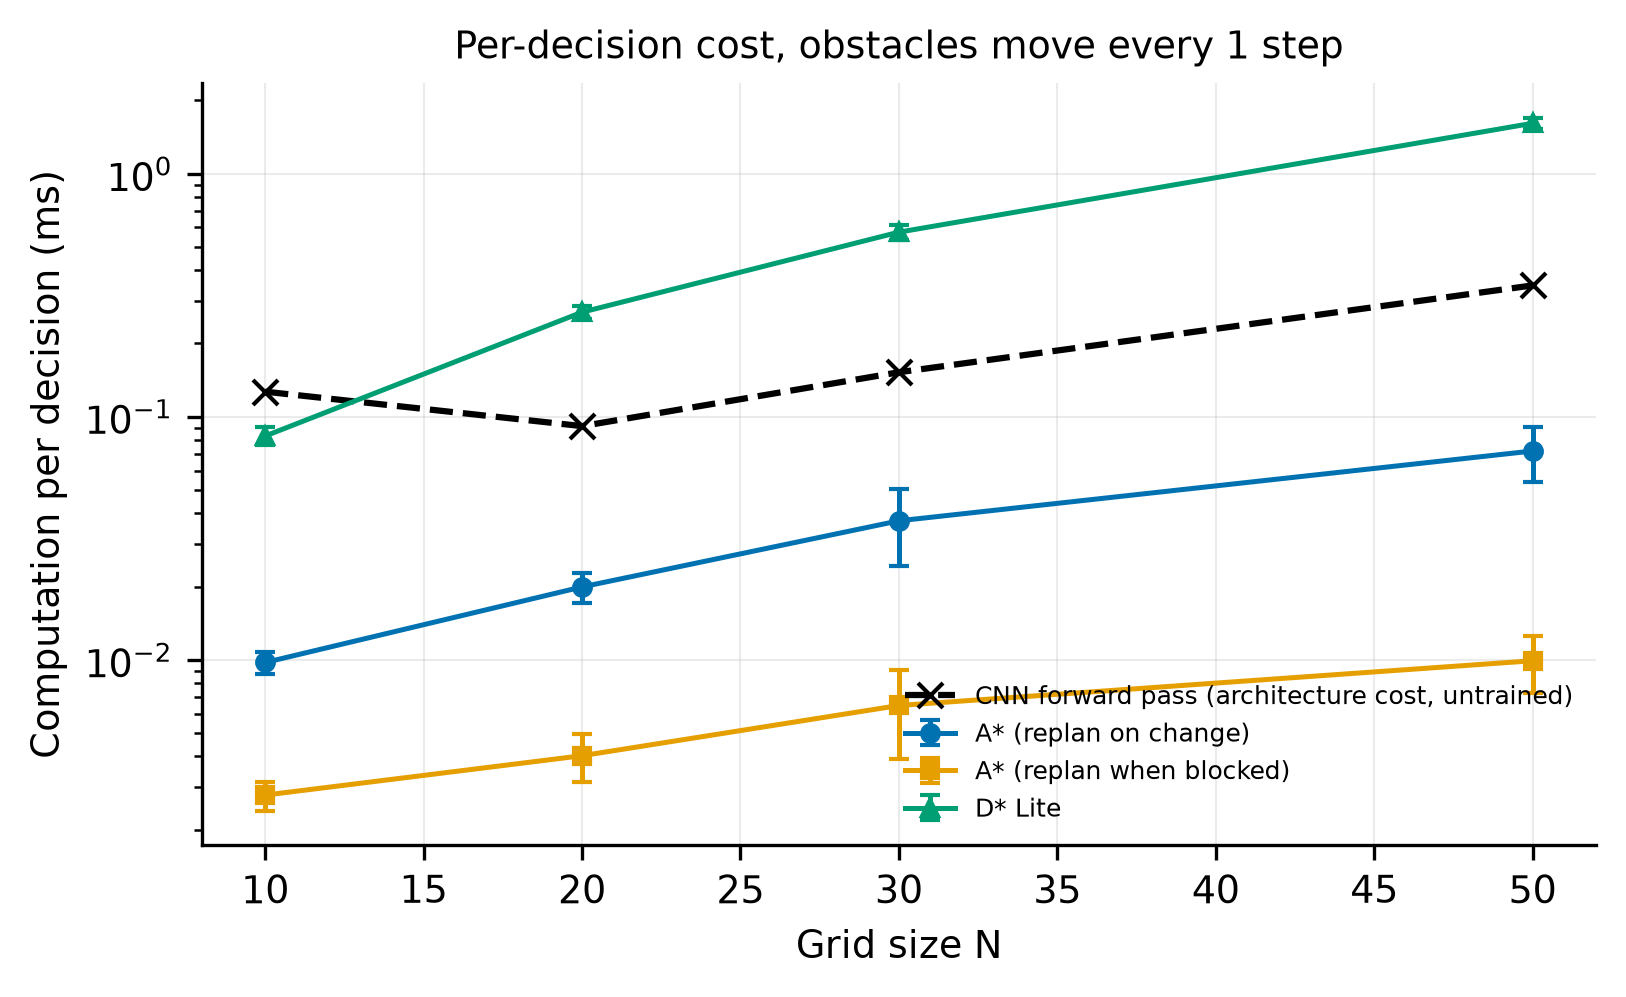 Per-decision cost, obstacles move every 1 step
Computation per decision (ms)
10⁰
10⁻¹
10⁻²
CNN forward pass (architecture cost, untrained)
A* (replan on change)
A* (replan when blocked)
D* Lite
10 15 20 25 30 35 40 45 50
Grid size N